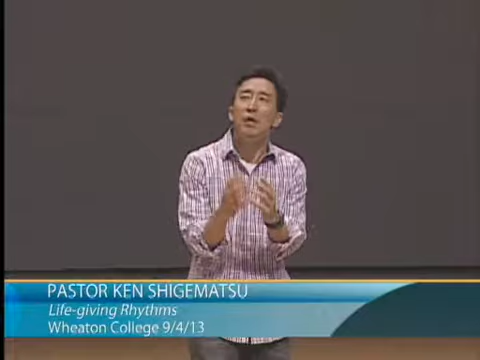 PASTOR KEN SHIGEMATSU
Life-giving Rhythms
Wheaton College 9/4/13